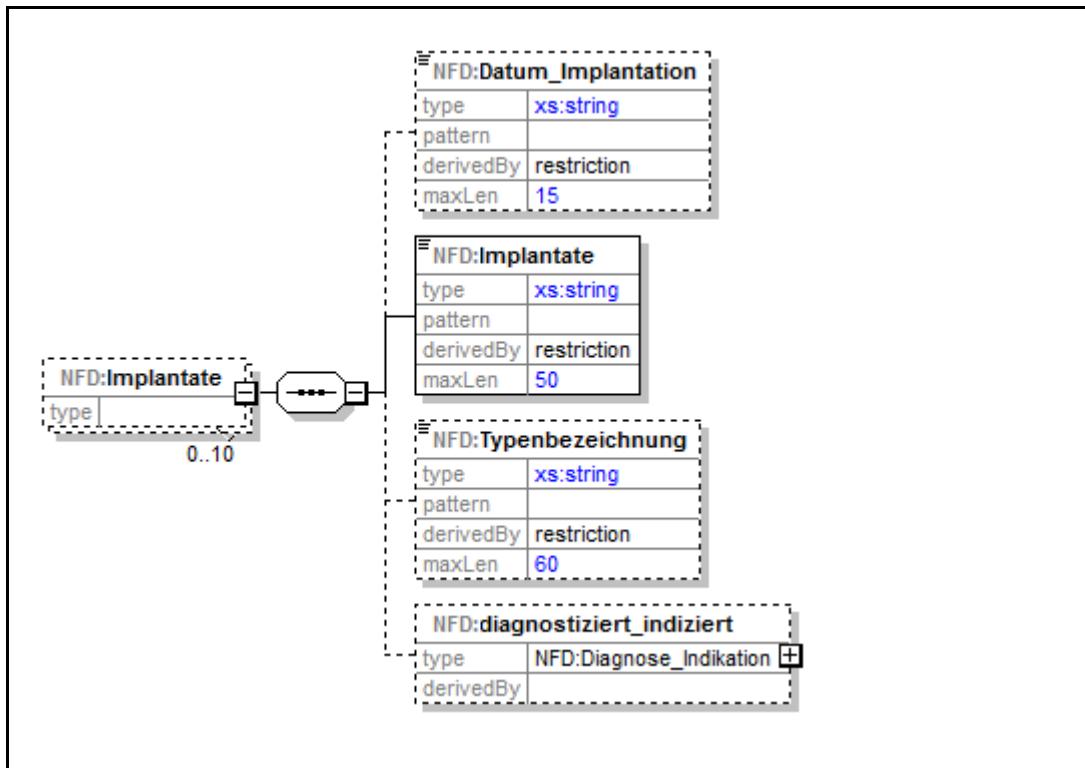 NFD:Datum_Implantation
type xs:string
pattern
derivedBy restriction
maxLen 15
NFD:Implantate
type xs:string
pattern
derivedBy restriction
maxLen 50
NFD:Implantate
type
0..10
NFD:Typenbezeichnung
type xs:string
pattern
derivedBy restriction
maxLen 60
NFD:diagnostiziert_indiziert
type NFD:Diagnose_Indikation
derivedBy